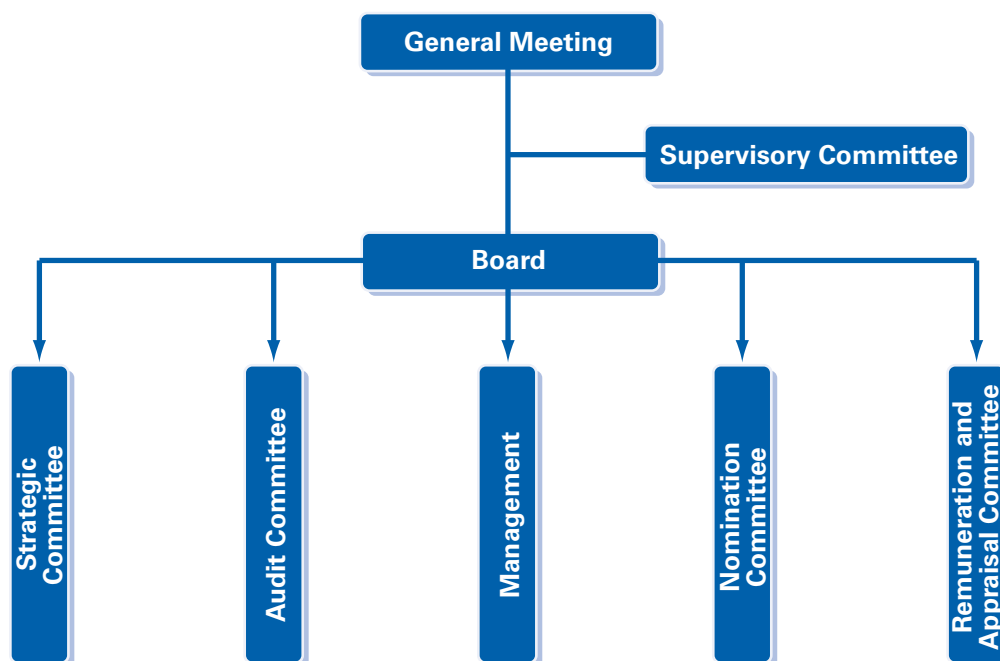 General Meeting
Supervisory Committee
Board
Strategic
Committee
Audit Committee
Management
Nomination
Committee
Remuneration and
Appraisal Committee